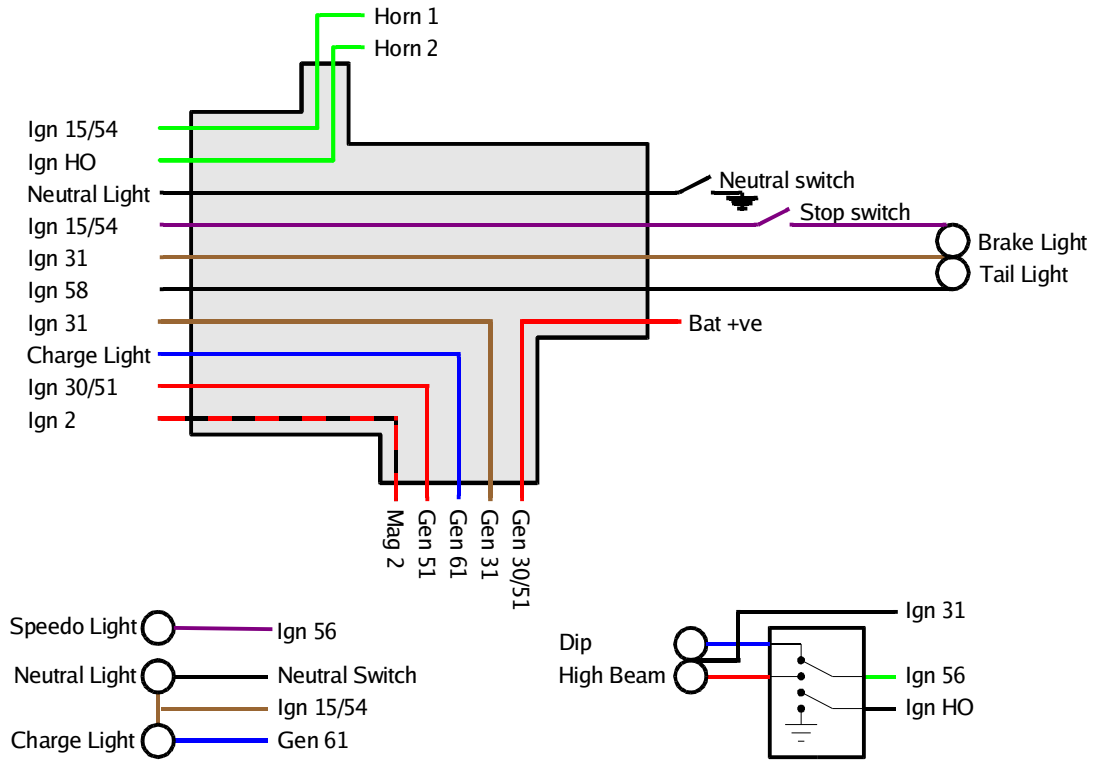 Horn 1
Horn 2
Ign 15/54
Ign HO
Neutral Light
Neutral switch
Ign 15/54
Stop switch
Ign 31
Brake Light
Ign 58
Tail Light
Ign 31
Bat +ve
Charge Light
Ign 30/51
Ign 2
Mag 2
Gen 51
Gen 61
Gen 31
Gen 30/51
Speedo Light
Ign 56
Neutral Light
Neutral Switch
Ign 15/54
Charge Light
Gen 61
Dip
High Beam
Ign 31
Ign 56
Ign HO